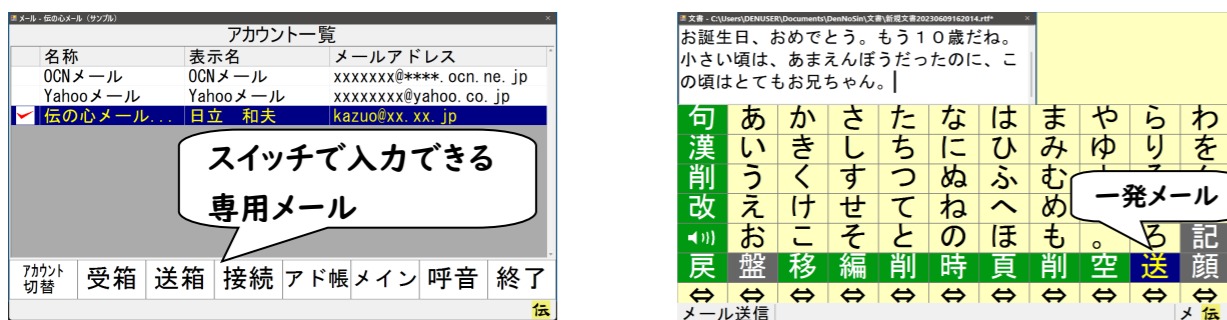 メール - 伝の心メール (サンプル)
アカウント一覧
名称 表示名 メールアドレス
OCNメール OCNメール xxxxxxx@****.ocn.ne.jp
Yahooメール Yahooメール xxxxxxxx@yahoo.co.jp
伝の心メール... 日立 和夫 kazuo@xx.xx.jp
スイッチで入力できる
専用メール
アカウント切替 受箱 送箱 接続 アド帳 メイン 呼音 終了
伝
文書 - C:\Users\DENUSER\Documents\DenNoSin\文書\新規文書20230609162014.rtf*
お誕生日、おめでとう。もう10歳だね。
小さい頃は、あまえんぼうだったのに、こ
の頃はとてもお兄ちゃん。
句 あ か さ た な は ま や ら わ
漢 い き し ち に ひ み ゆ り を
削 う く す つ ぬ ふ む
改 え け せ て ね へ め
お こ そ と の ほ も 。 ろ 記
一発メール
戻 盤 移 編 削 時 頁 削 空 送 顔
⇔ ⇔ ⇔ ⇔ ⇔ ⇔ ⇔ ⇔ ⇔ ⇔ ⇔
メール送信 メ 伝